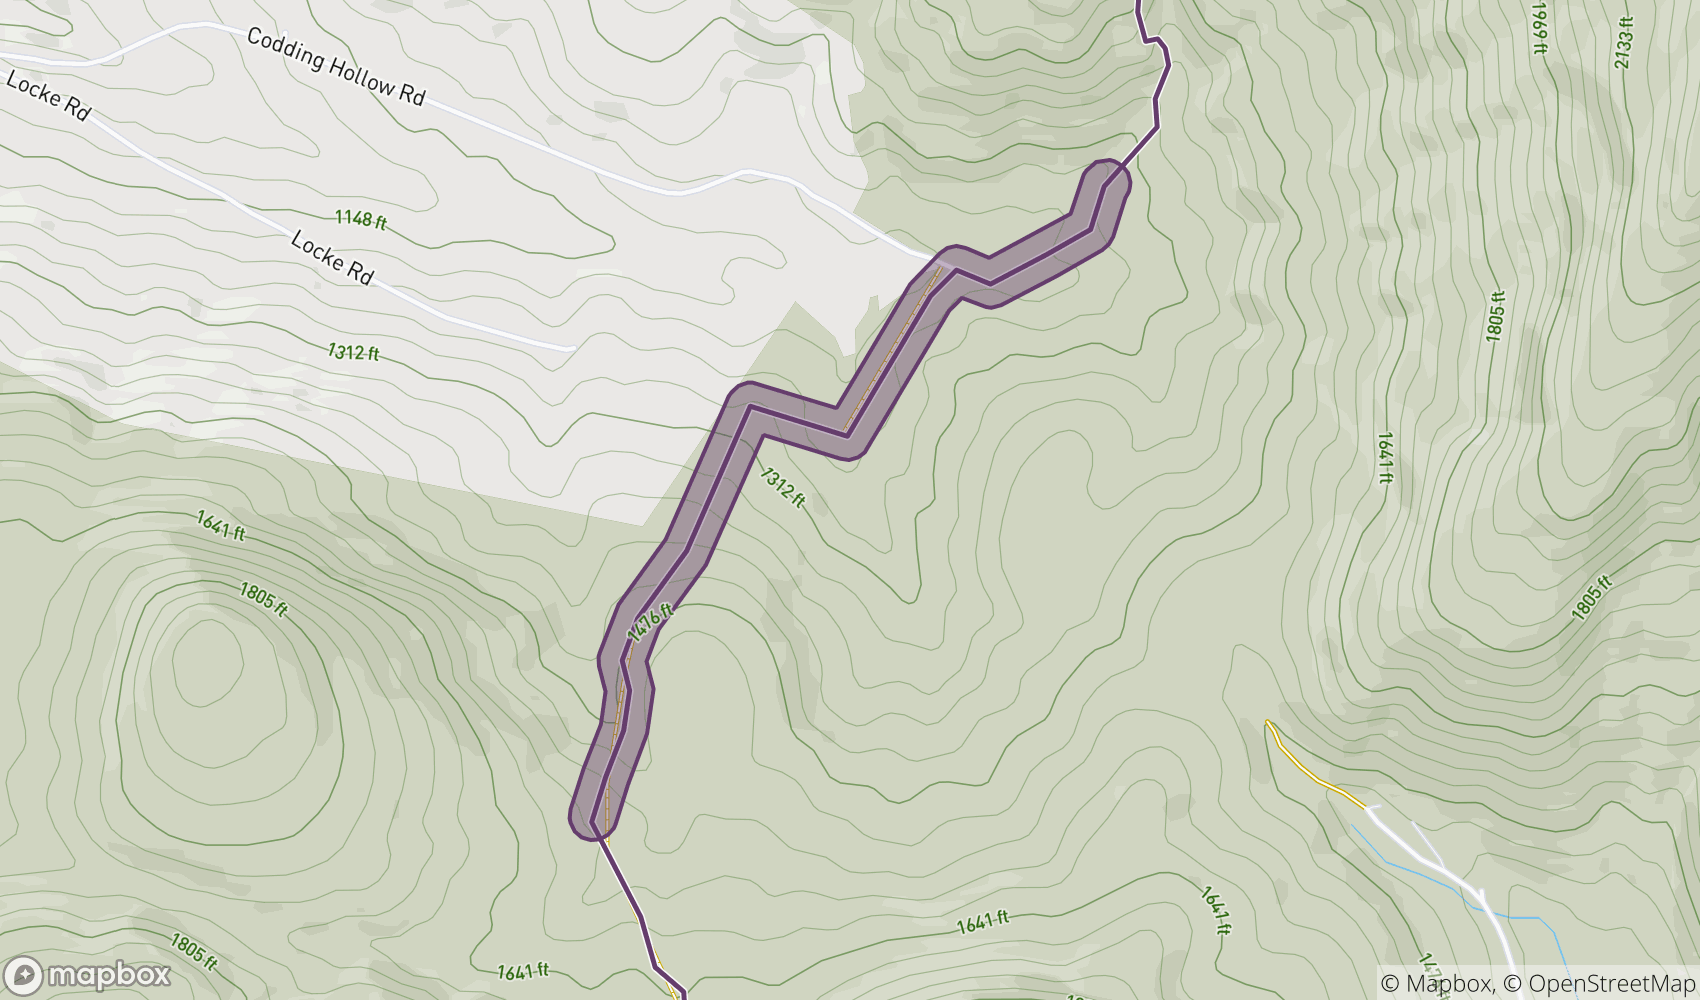 1969 ft
2133 ft
Codding Hollow Rd
Locke Rd
1148 ft
Locke Rd
1805 ft
1312 ft
1641 ft
1312 ft
1641 ft
1805 ft
1805 ft
1476 ft
1641 ft
1641 ft
1805 ft
1641 ft
mapbox
© Mapbox, © OpenStreetMap